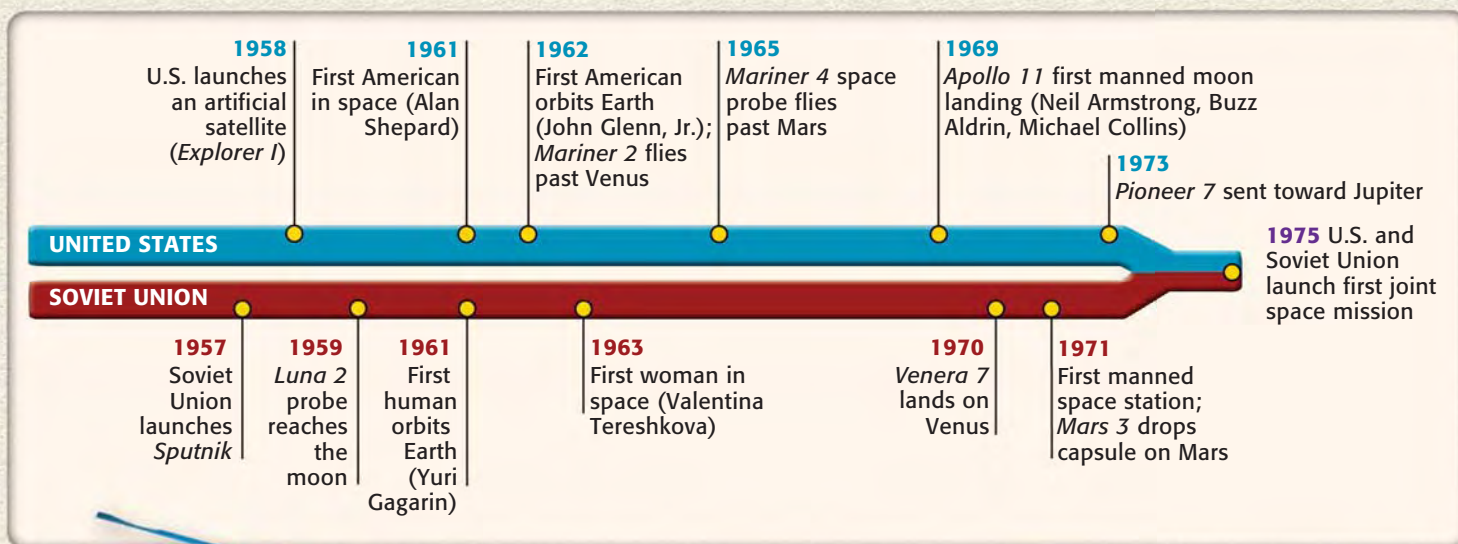 1958
U.S. launches
an artificial
satellite
(Explorer I)
1961
First American
in space (Alan
Shepard)
1962
First American
orbits Earth
(John Glenn, Jr.);
Mariner 2 flies
past Venus
1965
Mariner 4 space
probe flies
past Mars
1969
Apollo 11 first manned moon
landing (Neil Armstrong, Buzz
Aldrin, Michael Collins)
1973
Pioneer 7 sent toward Jupiter
UNITED STATES
SOVIET UNION
1975 U.S. and
Soviet Union
launch first joint
space mission
1957
Soviet
Union
launches
Sputnik
1959
Luna 2
probe
reaches
the
moon
1961
First
human
orbits
Earth
(Yuri
Gagarin)
1963
First woman in
space (Valentina
Tereshkova)
1970
Venera 7
lands on
Venus
1971
First manned
space station;
Mars 3 drops
capsule on Mars